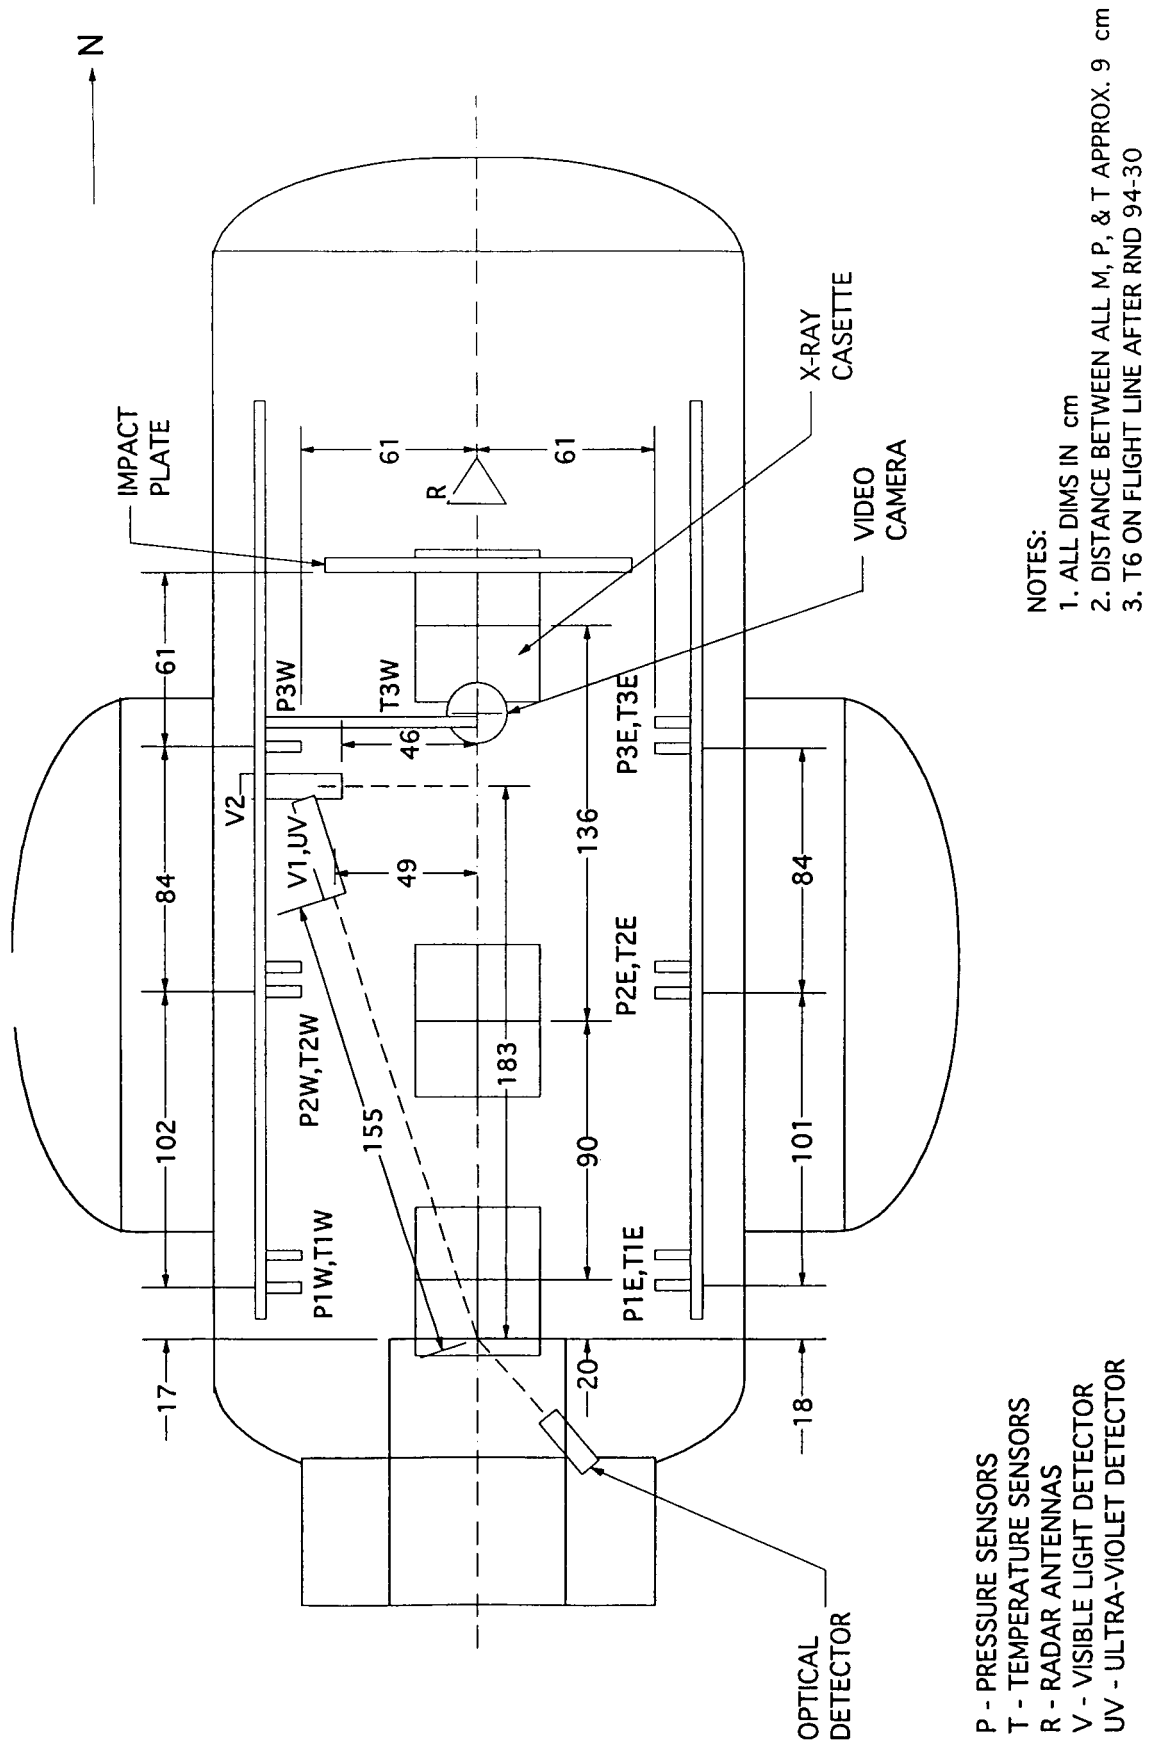 N
IMPACT
PLATE
61
P3W
T3W
R
61
61
V2
46
X-RAY
CASETTE
84
V1,UV
49
136
P3E,T3E
VIDEO
CAMERA
84
102
P2W,T2W
155
183
90
P2E,T2E
101
P1W,T1W
P1E,T1E
17
20
18
OPTICAL
DETECTOR
P - PRESSURE SENSORS
T - TEMPERATURE SENSORS
R - RADAR ANTENNAS
V - VISIBLE LIGHT DETECTOR
UV - ULTRA-VIOLET DETECTOR
NOTES:
1. ALL DIMS IN cm
2. DISTANCE BETWEEN ALL M, P, & T APPROX. 9 cm
3. T6 ON FLIGHT LINE AFTER RND 94-30